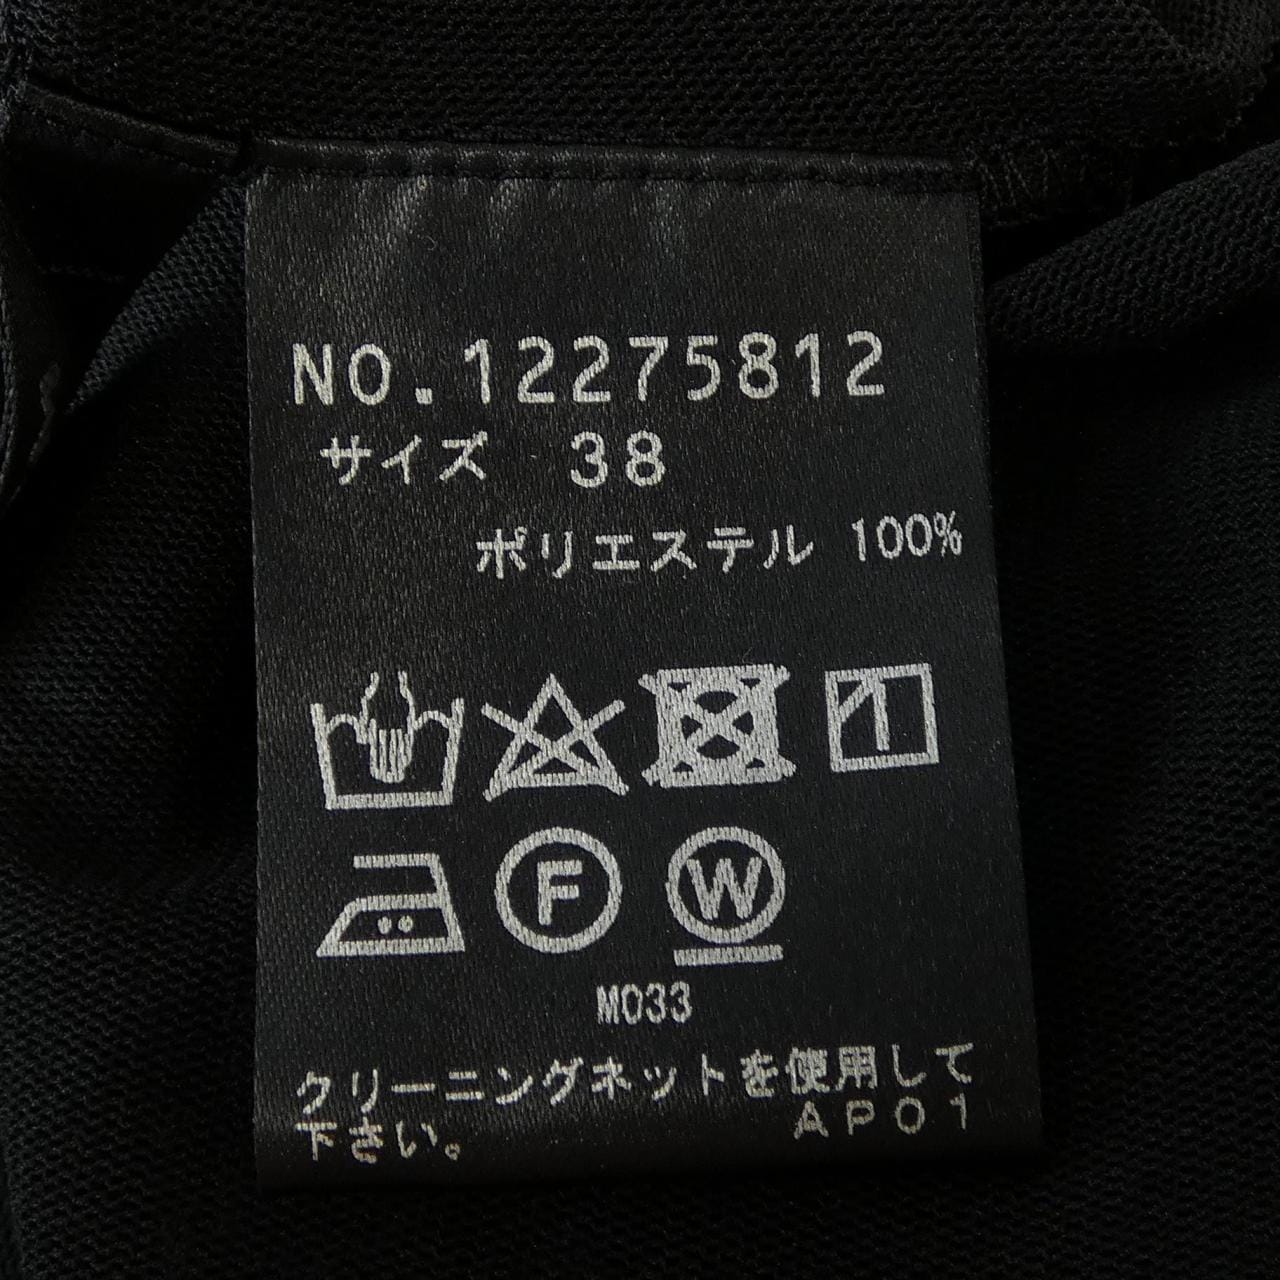 NO.12275812
サイズ 38
ポリエステル 100%
F W
M033
クリーニングネットを使用して
下さい。 AP01